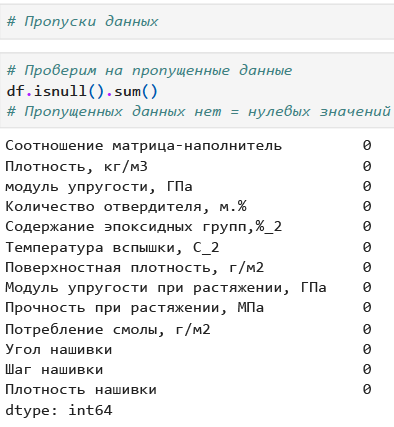 # Пропуски данных
# Проверим на пропущенные данные
df.isnull().sum()
# Пропущенных данных нет = нулевых значений
Соотношение матрица-наполнитель 0
Плотность, кг/м3 0
модуль упругости, ГПа 0
Количество отвердителя, м.% 0
Содержание эпоксидных групп,%_2 0
Температура вспышки, С_2 0
Поверхностная плотность, г/м2 0
Модуль упругости при растяжении, ГПа 0
Прочность при растяжении, МПа 0
Потребление смолы, г/м2 0
Угол нашивки 0
Шаг нашивки 0
Плотность нашивки 0
dtype: int64